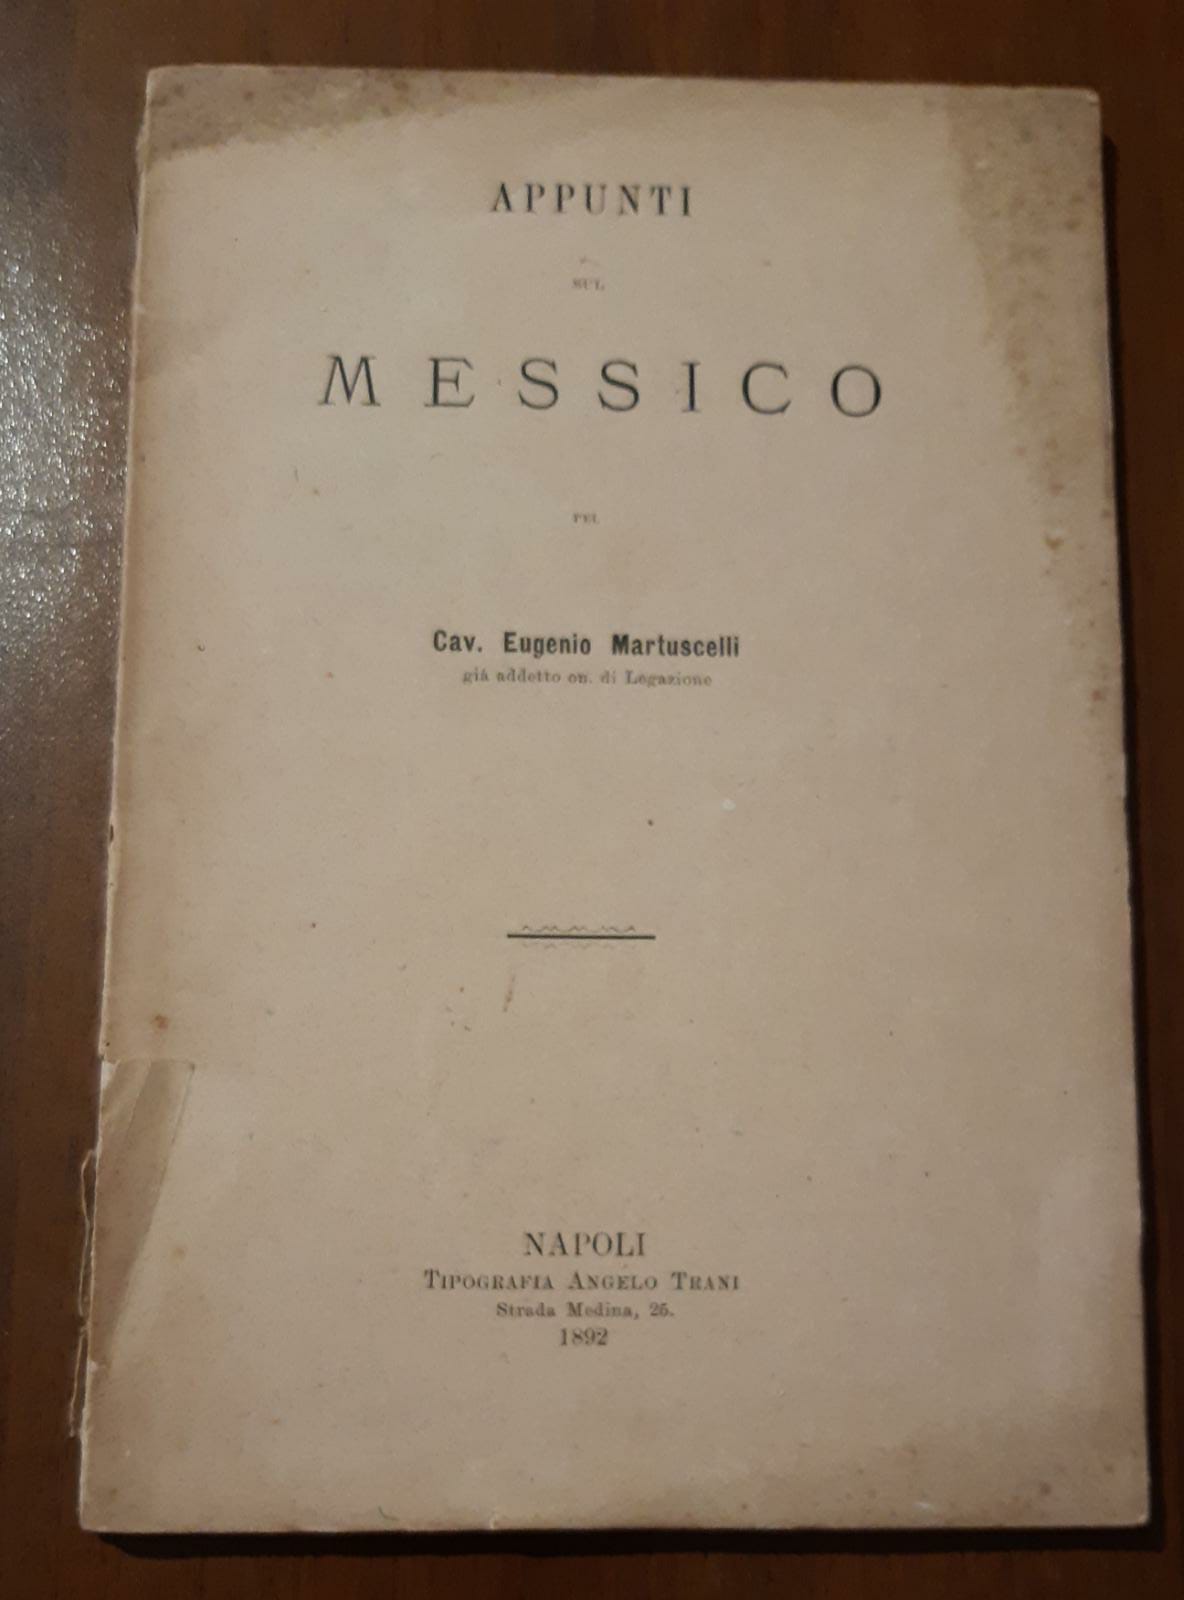 APPUNTI
SUL
MESSICO
PEL
Cav. Eugenio Martuscelli
già addetto on. di Legazione
NAPOLI
TIPOGRAFIA ANGELO TRANI
Strada Medina, 25.
1892